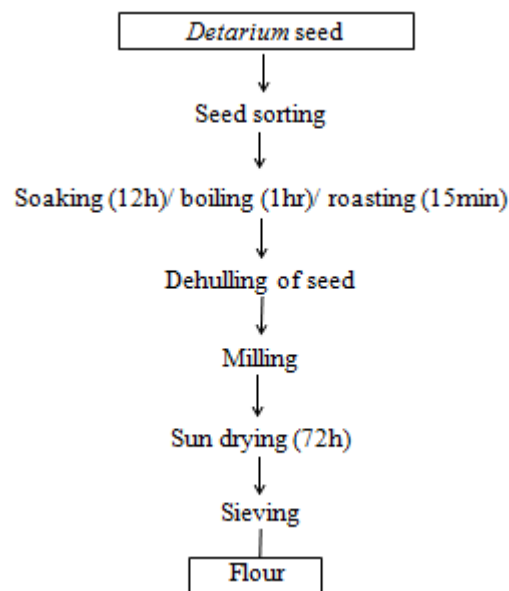 Detarium seed
Seed sorting
Soaking (12h)/ boiling (1hr)/ roasting (15min)
Dehulling of seed
Milling
Sun drying (72h)
Sieving
Flour